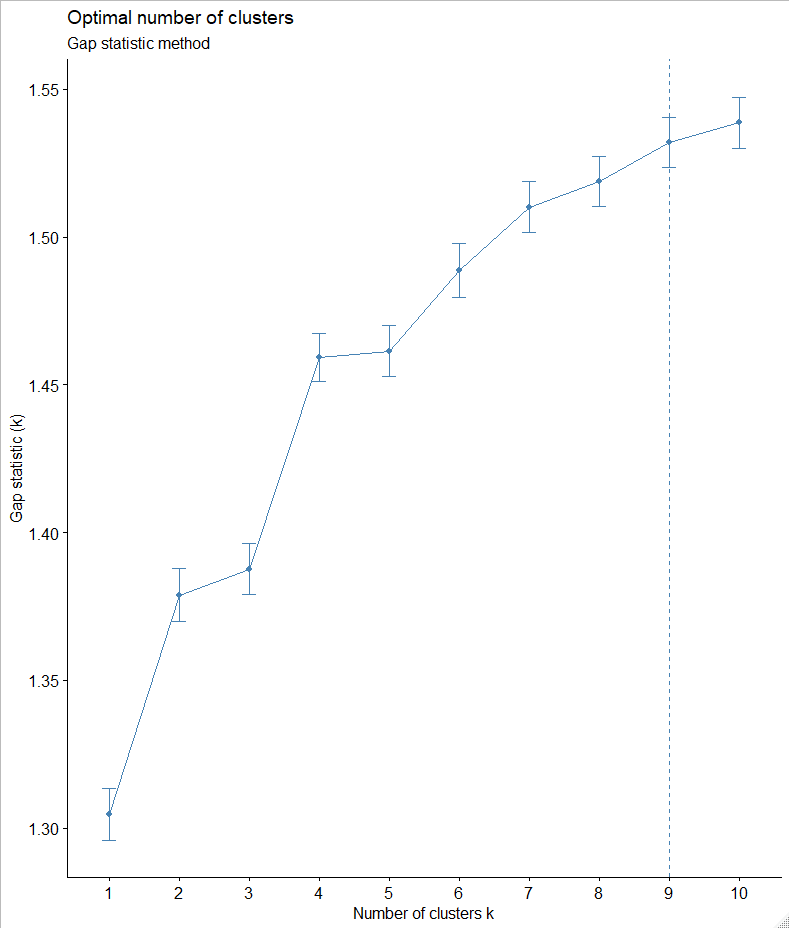 Optimal number of clusters
Gap statistic method
1.55
1.50
1.45
1.40
1.35
1.30
Gap statistic (k)
1 2 3 4 5 6 7 8 9 10
Number of clusters k